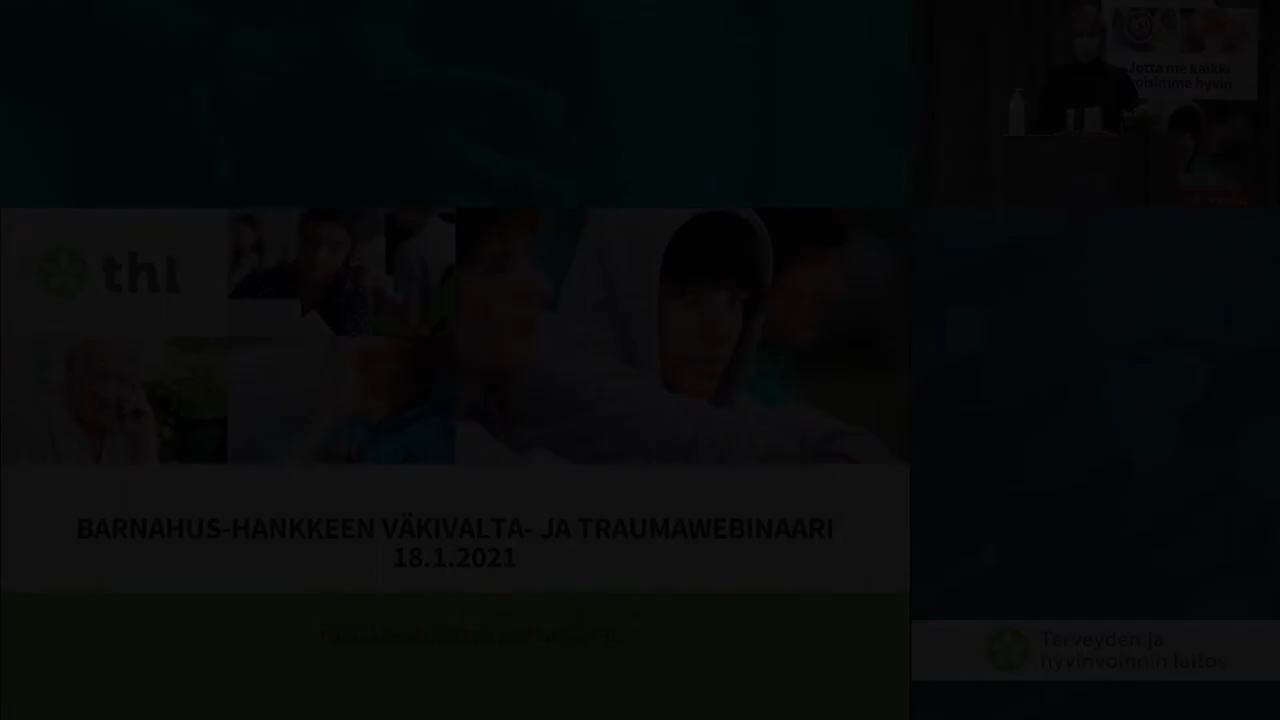 Jotta me kaikki
voisimme hyvin
thl
BARNAHUS-HANKKEEN VÄKIVALTA- JA TRAUMAWEBINAARI
18.1.2021
Terveyden ja
hyvinvoinnin laitos